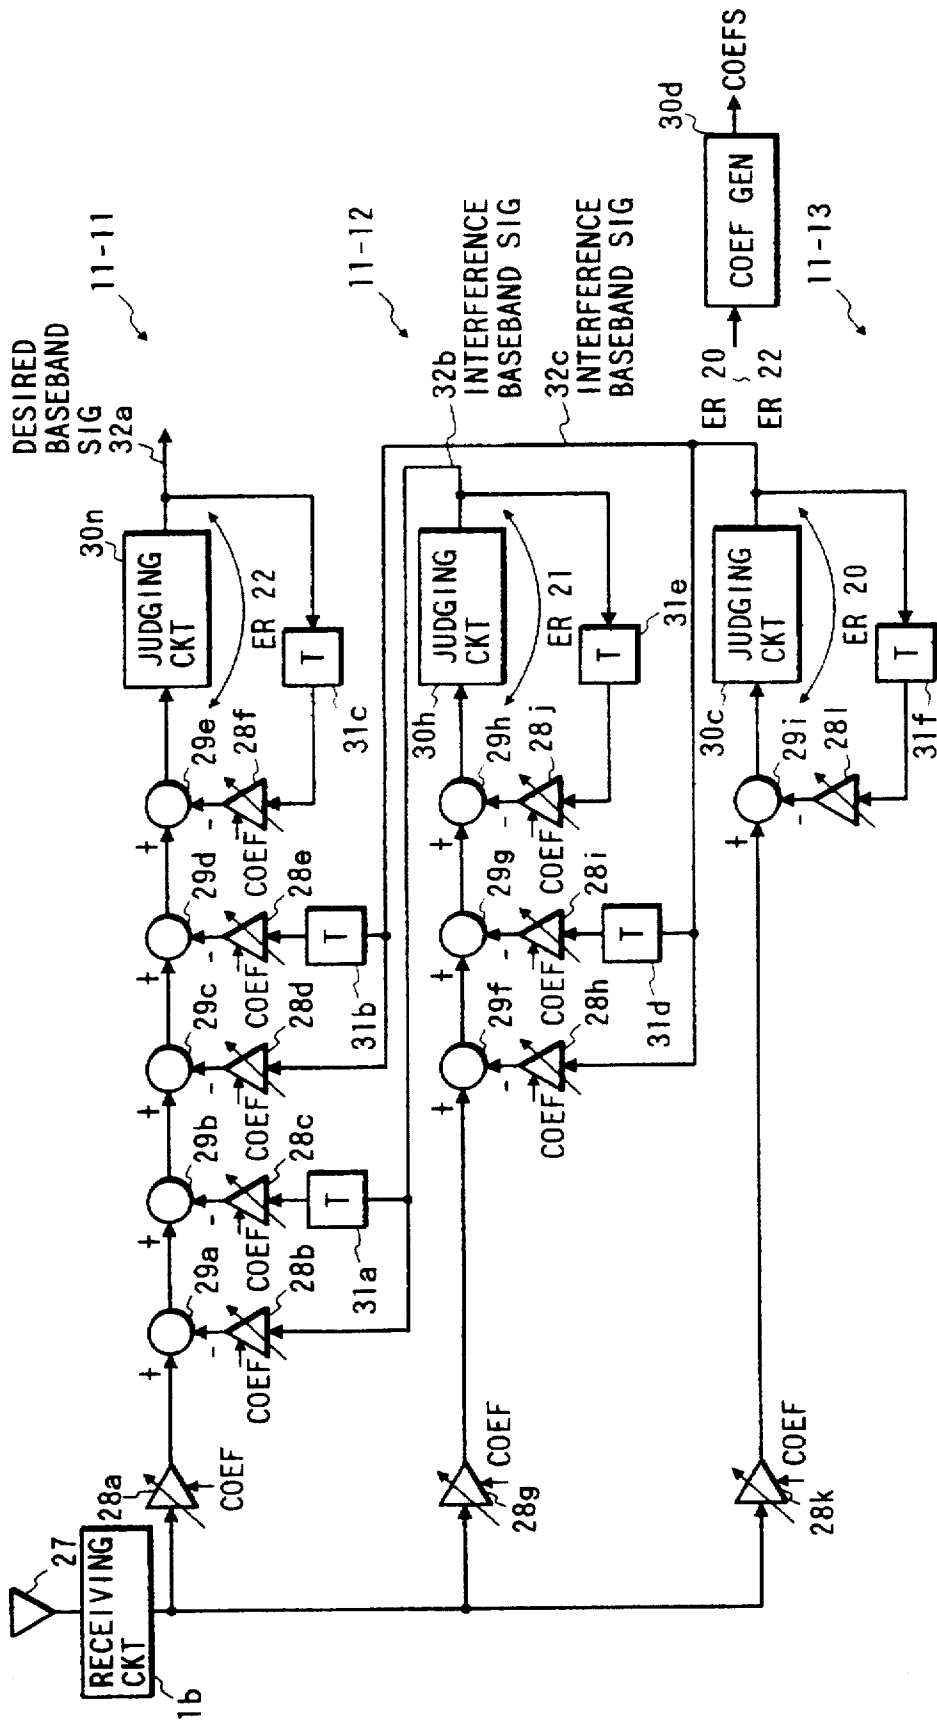 27
RECEIVING
CKT
1b
28a
COEF
28g
COEF
28k
COEF
+
29a
-
COEF
28b
+
29b
-
COEF
28c
T
31a
+
29c
-
COEF
28d
+
29d
-
COEF
28e
T
31b
+
29e
-
COEF
28f
T
31c
30n
JUDGING
CKT
ER 22
DESIRED
BASEBAND
SIG
32a
11-11
+
29f
-
COEF
28h
+
29g
-
COEF
28i
T
31d
+
29h
-
COEF
28j
T
31e
30h
JUDGING
CKT
ER 21
11-12
32b
INTERFERENCE
BASEBAND SIG
32c
INTERFERENCE
BASEBAND SIG
+
29i
-
28l
T
31f
30c
JUDGING
CKT
ER 20
ER 20
~
ER 22
COEF GEN
30d
COEFS
11-13